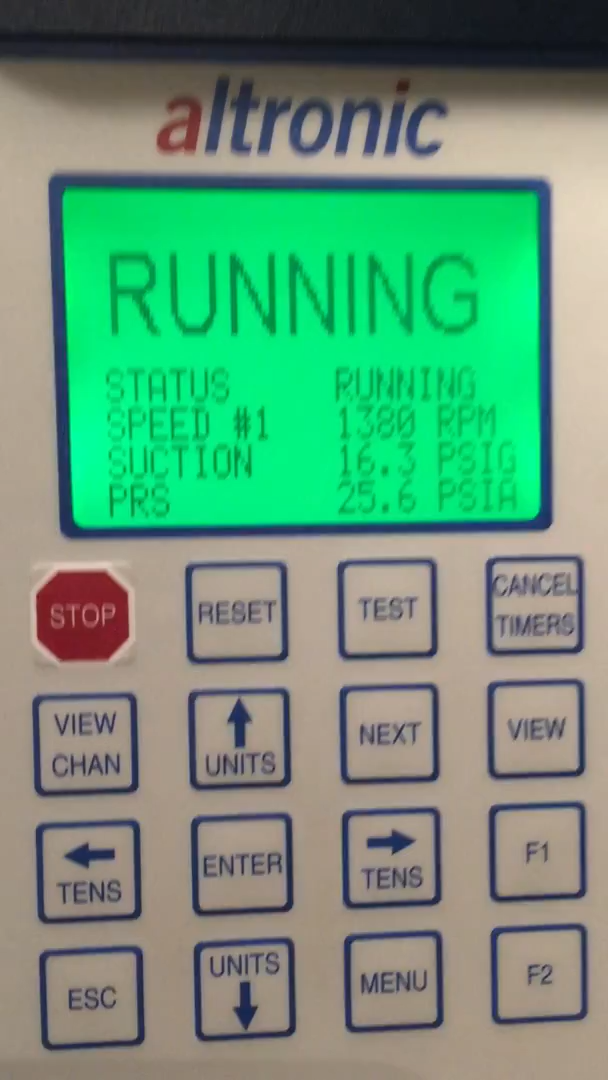 altronic
RUNNING
STATUS RUNNING
SPEED #1 1380 RPM
SUCTION 16.3 PSIG
PRS 25.6 PSIA
STOP
RESET
TEST
CANCEL
TIMERS
VIEW
CHAN
UNITS
NEXT
VIEW
TENS
ENTER
TENS
F1
ESC
UNITS
MENU
F2